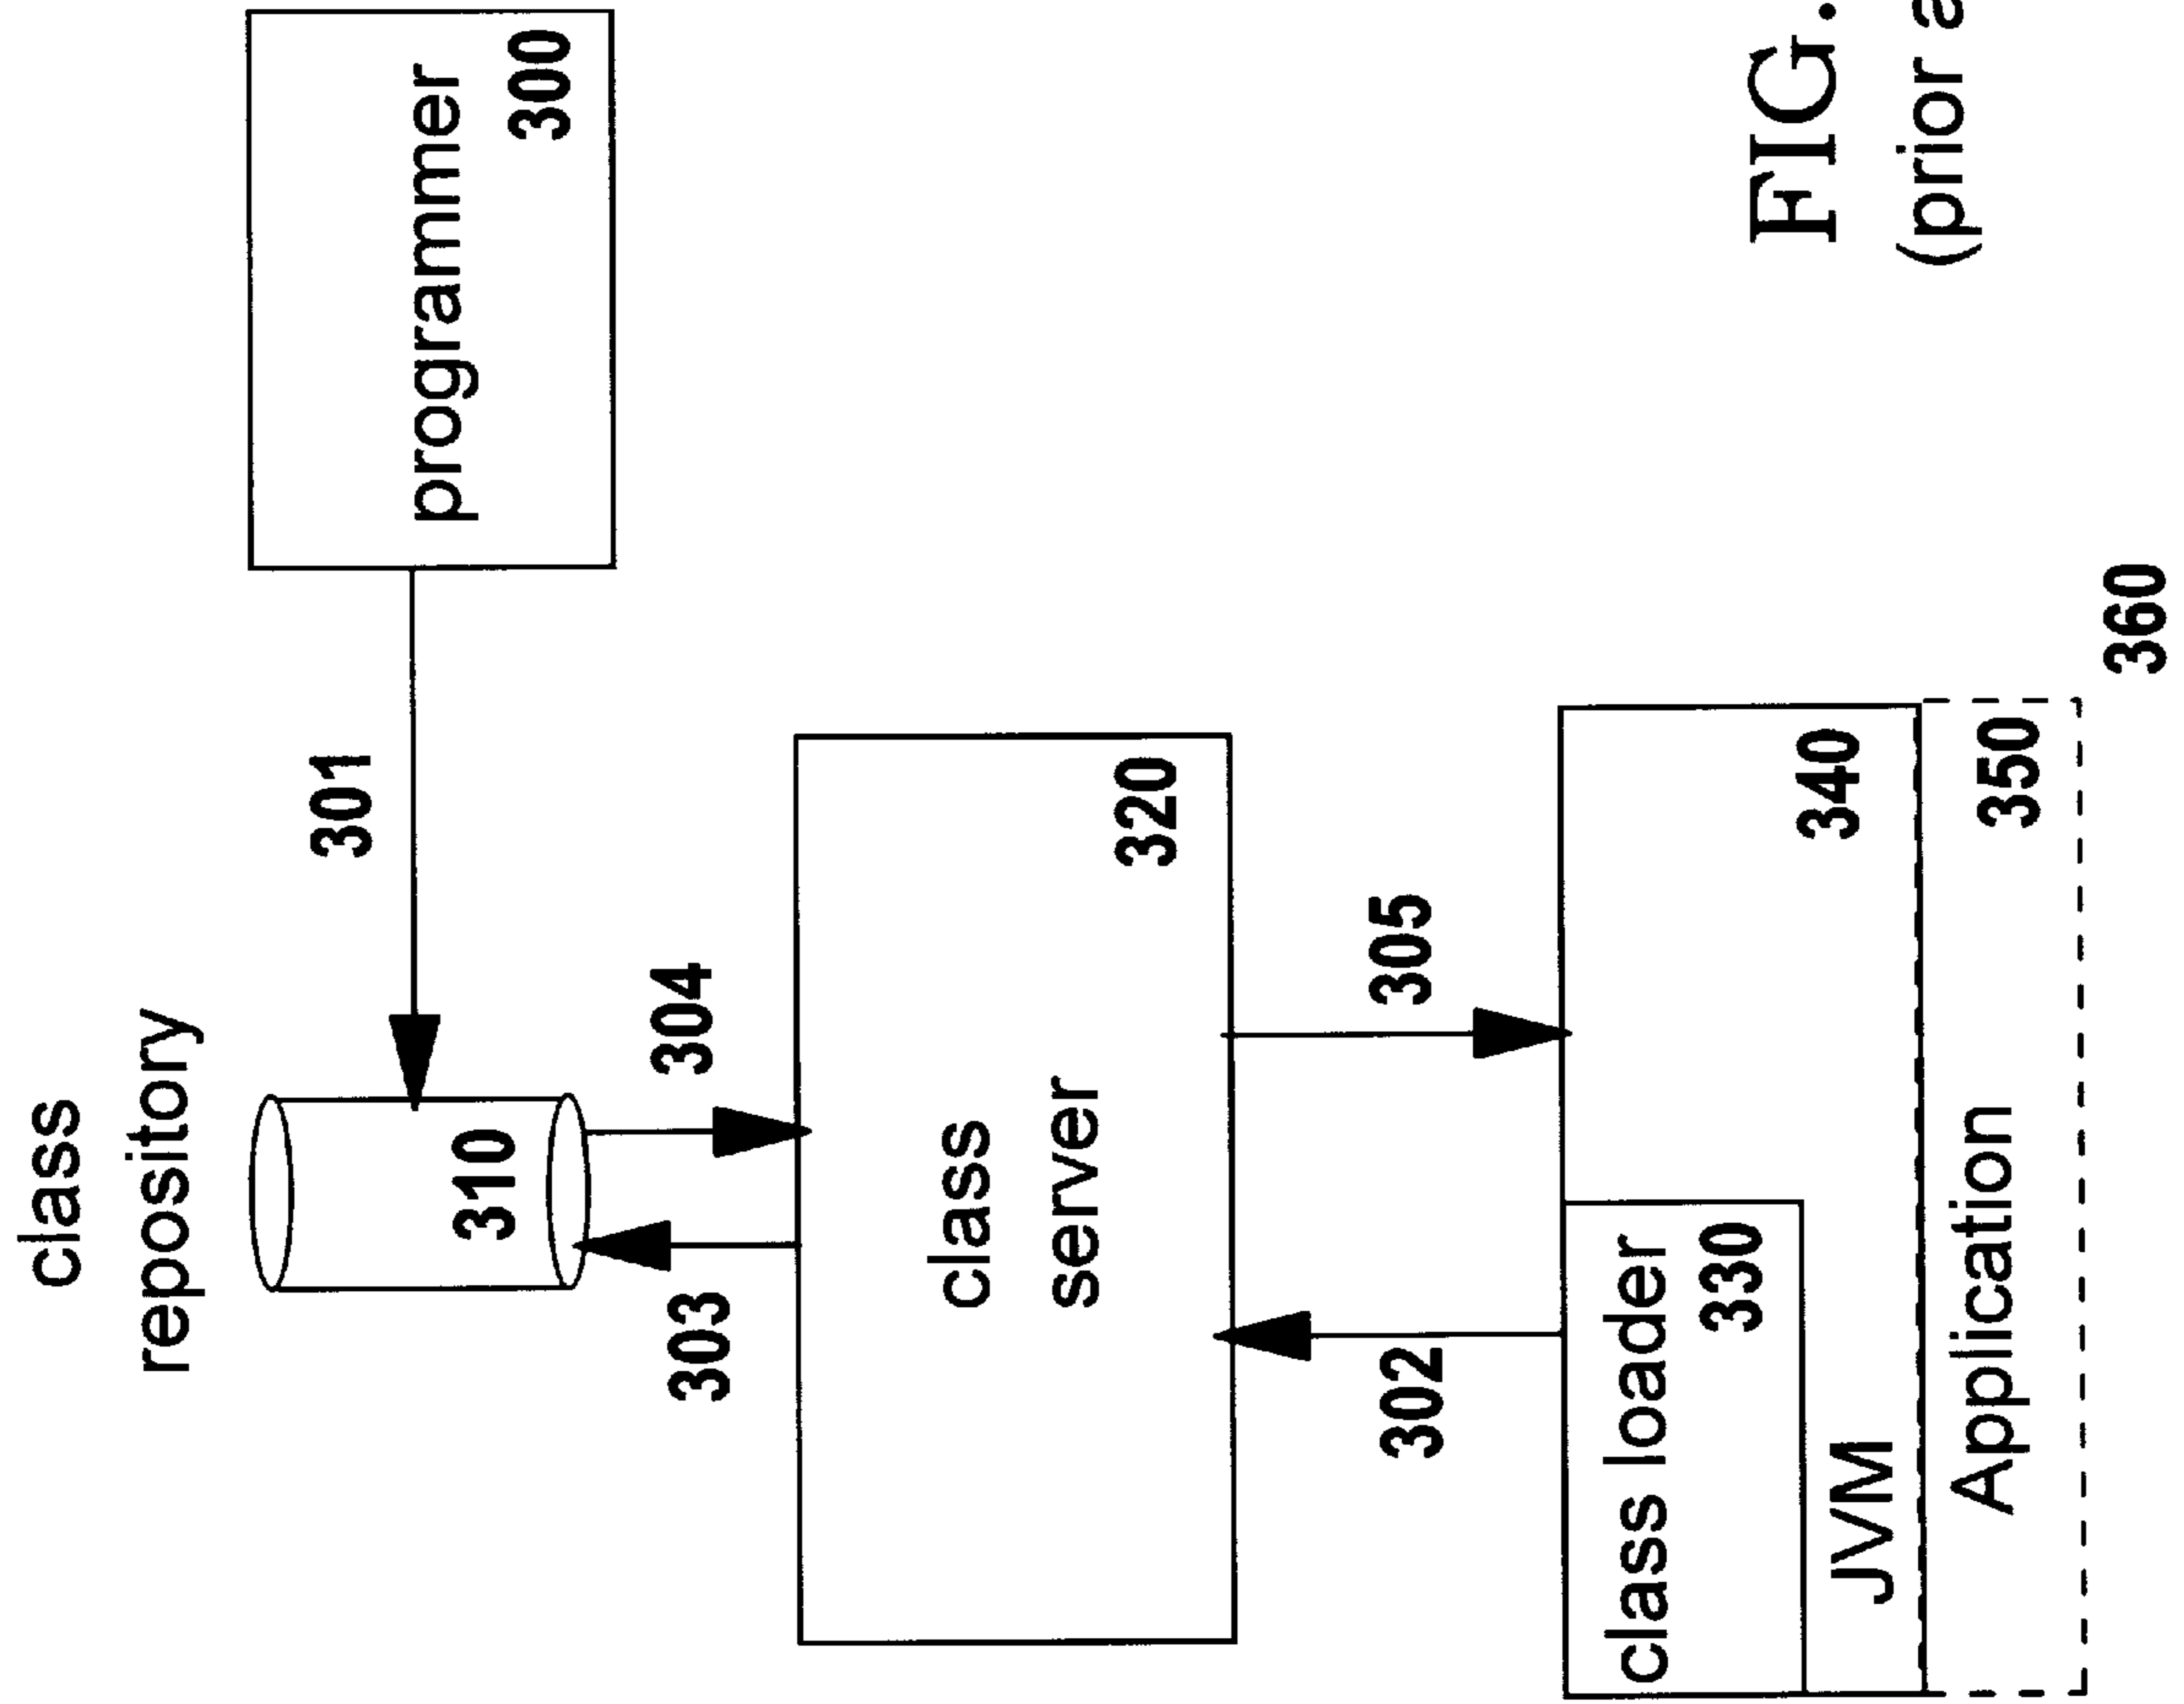 class
repository
310
programmer
300
301
304
303
class
server
320
305
302
class loader
330
JVM
340
Application
350
360
FIG.
(prior